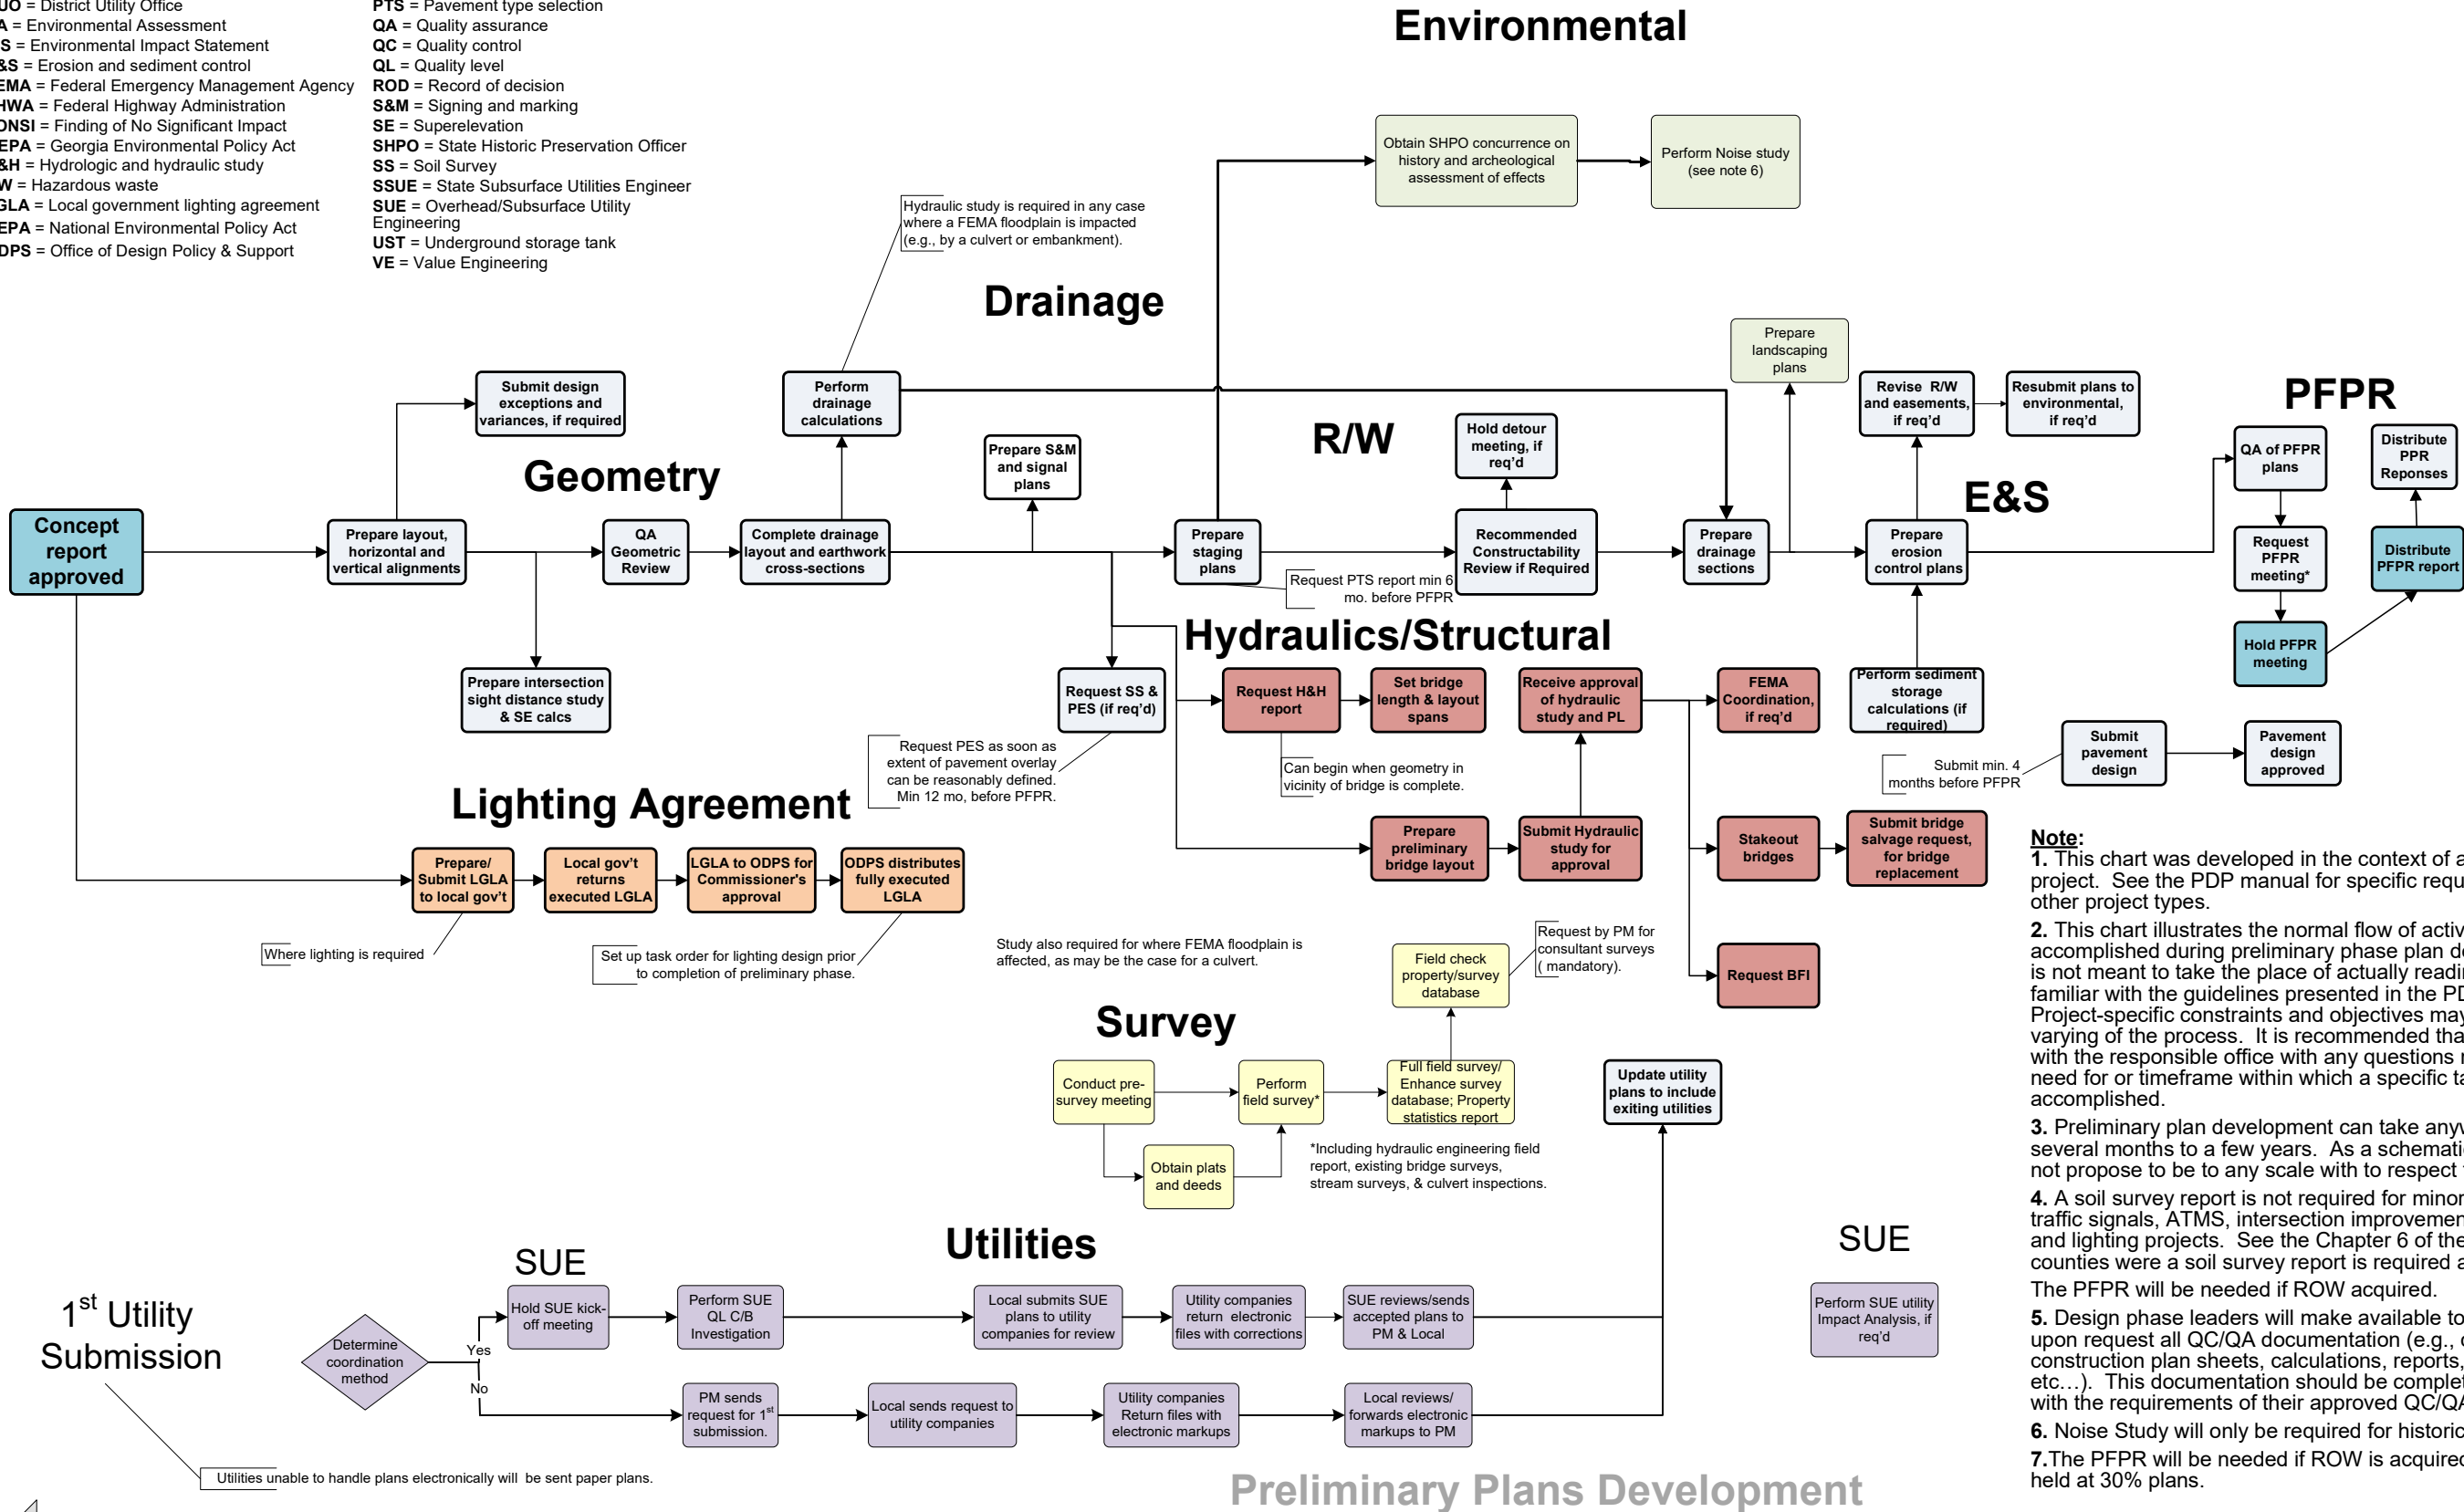 UO = District Utility Office
A = Environmental Assessment
IS = Environmental Impact Statement
&S = Erosion and sediment control
EMA = Federal Emergency Management Agency
HWA = Federal Highway Administration
ONSI = Finding of No Significant Impact
EPA = Georgia Environmental Policy Act
&H = Hydrologic and hydraulic study
W = Hazardous waste
GLA = Local government lighting agreement
EPA = National Environmental Policy Act
DPS = Office of Design Policy & Support
PTS = Pavement type selection
QA = Quality assurance
QC = Quality control
QL = Quality level
ROD = Record of decision
S&M = Signing and marking
SE = Superelevation
SHPO = State Historic Preservation Officer
SS = Soil Survey
SSUE = State Subsurface Utilities Engineer
SUE = Overhead/Subsurface Utility
Engineering
UST = Underground storage tank
VE = Value Engineering
Environmental
Obtain SHPO concurrence on
history and archeological
assessment of effects
Perform Noise study
(see note 6)
Hydraulic study is required in any case
where a FEMA floodplain is impacted
(e.g., by a culvert or embankment).
Drainage
Prepare
landscaping
plans
Submit design
exceptions and
variances, if required
Perform
drainage
calculations
Revise R/W
and easements,
if req'd
Resubmit plans to
environmental,
if req'd
PFPR
Geometry
Prepare S&M
and signal
plans
R/W
Hold detour
meeting, if
req'd
E&S
QA of PFPR
plans
Distribute
PPR
Reponses
Concept
report
approved
Prepare layout,
horizontal and
vertical alignments
QA
Geometric
Review
Complete drainage
layout and earthwork
cross-sections
Prepare
staging
plans
Recommended
Constructability
Review if Required
Prepare
drainage
sections
Prepare
erosion
control plans
Request
PFPR
meeting*
Distribute
PFPR report
Request PTS report min 6
mo. before PFPR
Hold PFPR
meeting
Hydraulics/Structural
Prepare intersection
sight distance study
& SE calcs
Request SS &
PES (if req'd)
Request H&H
report
Set bridge
length & layout
spans
Receive approval
of hydraulic
study and PL
FEMA
Coordination,
if req'd
Perform sediment
storage
calculations (if
required)
Request PES as soon as
extent of pavement overlay
can be reasonably defined.
Min 12 mo, before PFPR.
Can begin when geometry in
vicinity of bridge is complete.
Submit min. 4
months before PFPR
Submit
pavement
design
Pavement
design
approved
Lighting Agreement
Prepare/
Submit LGLA
to local gov't
Local gov't
returns
executed LGLA
LGLA to ODPS for
Commissioner's
approval
ODPS distributes
fully executed
LGLA
Prepare
preliminary
bridge layout
Submit Hydraulic
study for
approval
Stakeout
bridges
Submit bridge
salvage request,
for bridge
replacement
Where lighting is required
Set up task order for lighting design prior
to completion of preliminary phase.
Study also required for where FEMA floodplain is
affected, as may be the case for a culvert.
Field check
property/survey
database
Request by PM for
consultant surveys
( mandatory).
Request BFI
Survey
Conduct pre-
survey meeting
Perform
field survey*
Full field survey/
Enhance survey
database; Property
statistics report
Update utility
plans to include
exiting utilities
Obtain plats
and deeds
*Including hydraulic engineering field
report, existing bridge surveys,
stream surveys, & culvert inspections.
Utilities
SUE
SUE
1st Utility
Submission
Determine
coordination
method
Yes
No
Hold SUE kick-
off meeting
Perform SUE
QL C/B
Investigation
Local submits SUE
plans to utility
companies for review
Utility companies
return electronic
files with corrections
SUE reviews/sends
accepted plans to
PM & Local
Perform SUE utility
Impact Analysis, if
req'd
PM sends
request for 1st
submission.
Local sends request to
utility companies
Utility companies
Return files with
electronic markups
Local reviews/
forwards electronic
markups to PM
Utilities unable to handle plans electronically will be sent paper plans.
Preliminary Plans Development
Note:
1. This chart was developed in the context of a
project. See the PDP manual for specific requ
other project types.
2. This chart illustrates the normal flow of activ
accomplished during preliminary phase plan de
is not meant to take the place of actually readi
familiar with the guidelines presented in the PD
Project-specific constraints and objectives may
varying of the process. It is recommended tha
with the responsible office with any questions r
need for or timeframe within which a specific ta
accomplished.
3. Preliminary plan development can take anyw
several months to a few years. As a schematic
not propose to be to any scale with to respect
4. A soil survey report is not required for minor
traffic signals, ATMS, intersection improvemen
and lighting projects. See the Chapter 6 of the
counties were a soil survey report is required a
The PFPR will be needed if ROW acquired.
5. Design phase leaders will make available to
upon request all QC/QA documentation (e.g., c
construction plan sheets, calculations, reports,
etc…). This documentation should be complet
with the requirements of their approved QC/QA
6. Noise Study will only be required for historic
7.The PFPR will be needed if ROW is acquired
held at 30% plans.